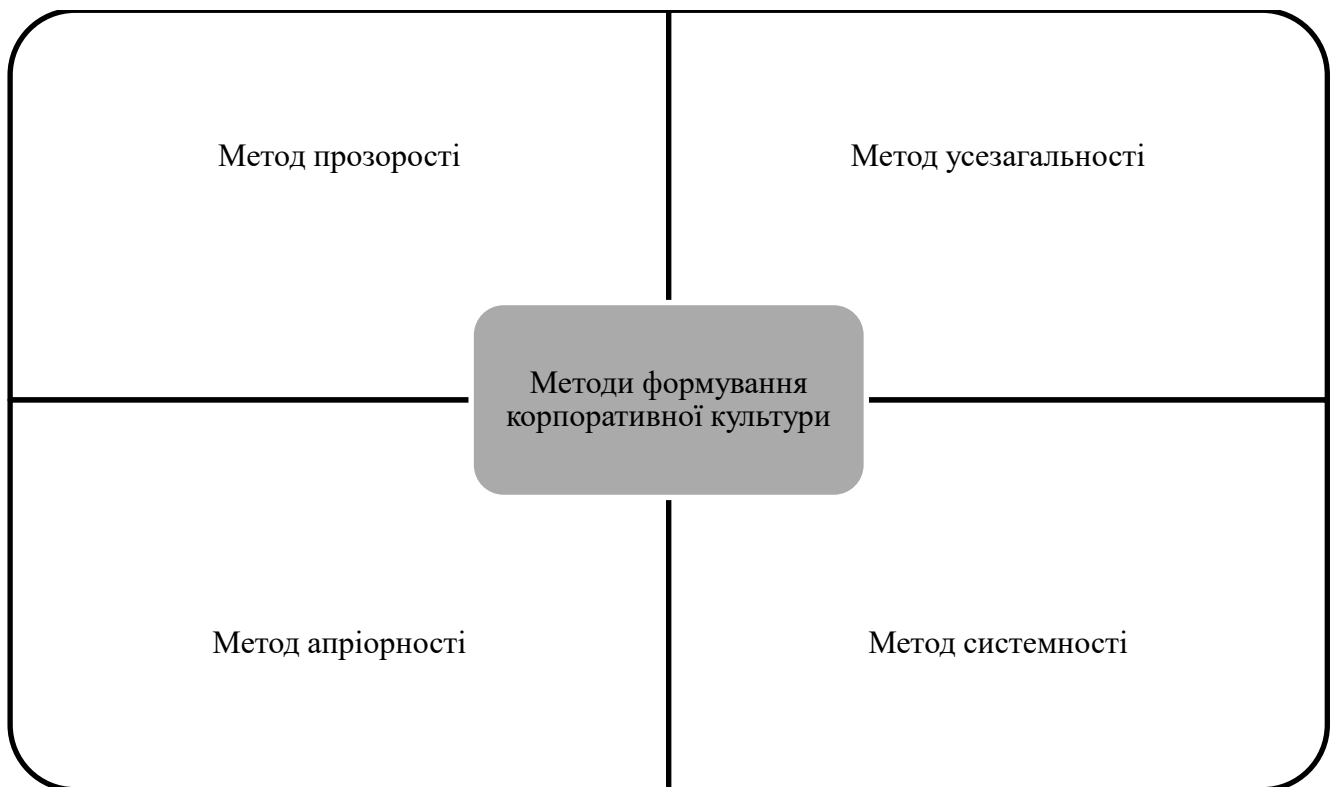 Метод прозорості
Метод усезагальності
Методи формування
корпоративної культури
Метод апріорності
Метод системності